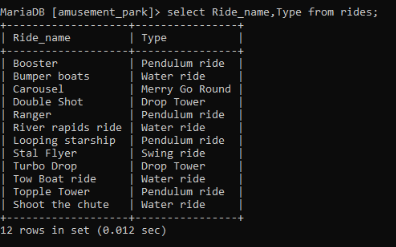 MariaDB [amusement_park]> select Ride_name,Type from rides;
+-------------------+----------------+
| Ride_name         | Type           |
+-------------------+----------------+
| Booster           | Pendulum ride  |
| Bumper boats      | Water ride     |
| Carousel          | Merry Go Round |
| Double Shot       | Drop Tower     |
| Ranger            | Pendulum ride  |
| River rapids ride | Water ride     |
| Looping starship  | Pendulum ride  |
| Stal Flyer        | Swing ride     |
| Turbo Drop        | Drop Tower     |
| Tow Boat ride     | Water ride     |
| Topple Tower      | Pendulum ride  |
| Shoot the chute   | Water ride     |
+-------------------+----------------+
12 rows in set (0.012 sec)